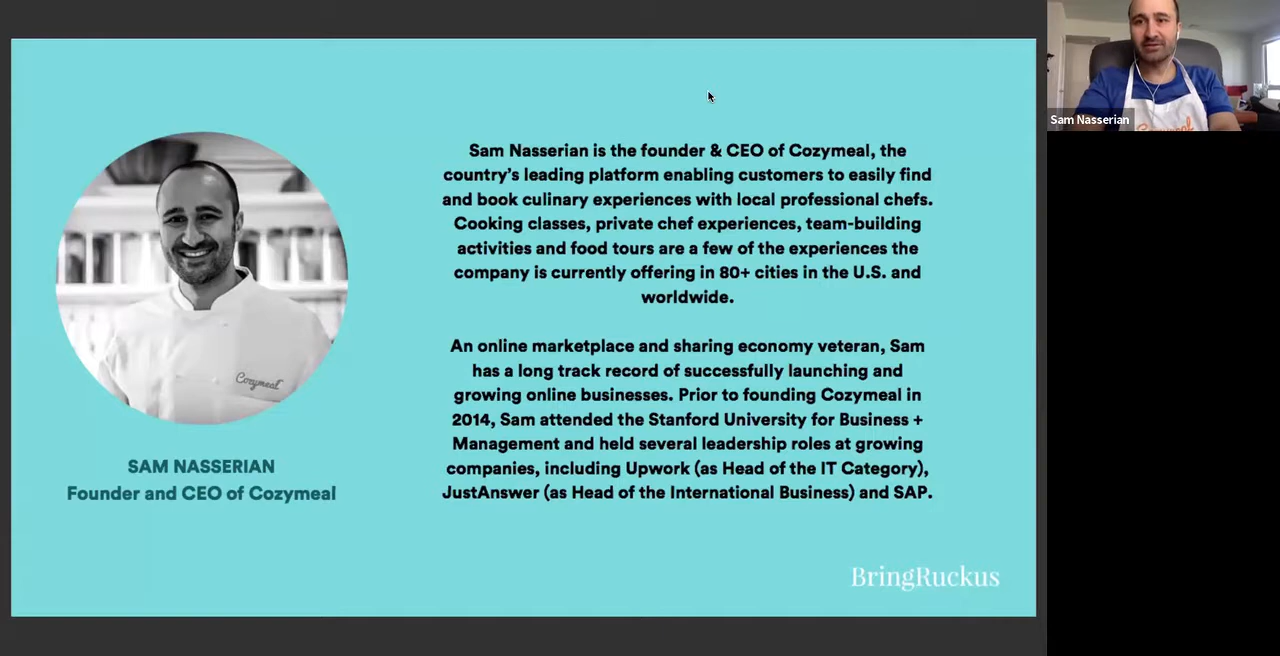 Sam Nasserian is the founder & CEO of Cozymeal, the
country’s leading platform enabling customers to easily find
and book culinary experiences with local professional chefs.
Cooking classes, private chef experiences, team-building
activities and food tours are a few of the experiences the
company is currently offering in 80+ cities in the U.S. and
worldwide.
An online marketplace and sharing economy veteran, Sam
has a long track record of successfully launching and
growing online businesses. Prior to founding Cozymeal in
2014, Sam attended the Stanford University for Business +
Management and held several leadership roles at growing
companies, including Upwork (as Head of the IT Category),
JustAnswer (as Head of the International Business) and SAP.
Cozymeal
SAM NASSERIAN
Founder and CEO of Cozymeal
BringRuckus
Sam Nasserian